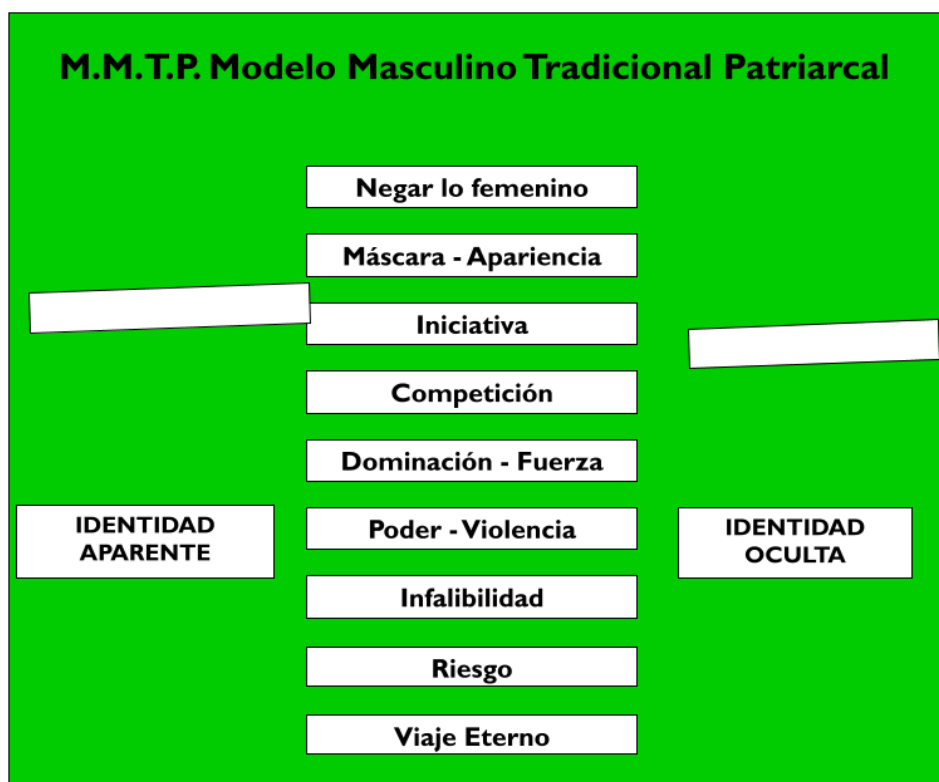 M.M.T.P. Modelo Masculino Tradicional Patriarcal
Negar lo femenino
Máscara - Apariencia
Iniciativa
Competición
Dominación - Fuerza
IDENTIDAD
APARENTE
Poder - Violencia
IDENTIDAD
OCULTA
Infalibilidad
Riesgo
Viaje Eterno